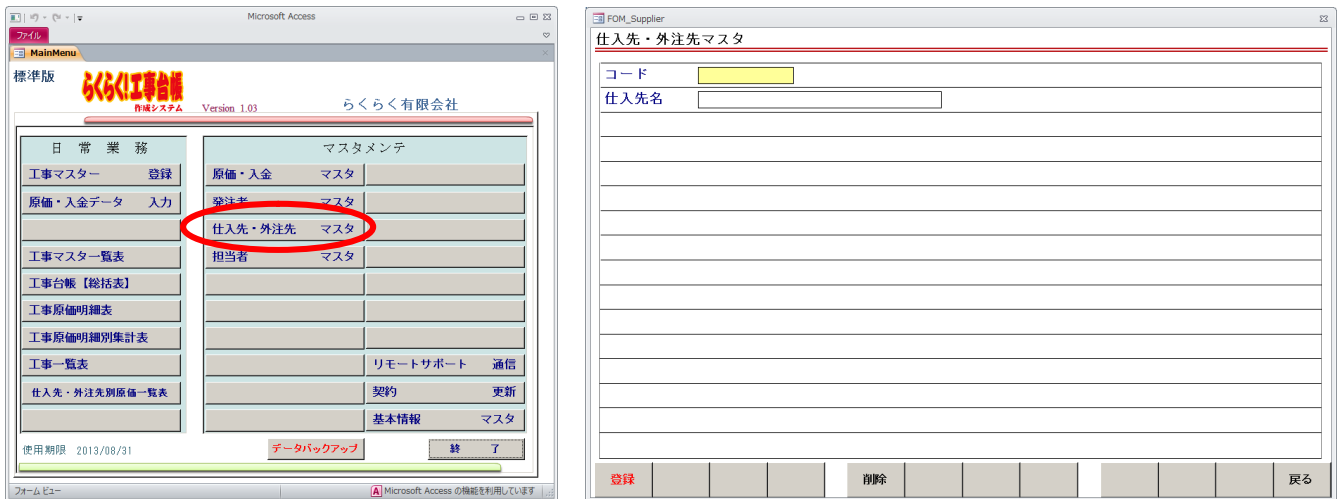 Microsoft Access
ファイル
MainMenu
標準版
らくらく!工事台帳
作成システム
Version 1.03
らくらく有限会社
日 常 業 務
工事マスター 登録
原価・入金データ 入力
工事マスター一覧表
工事台帳【総括表】
工事原価明細表
工事原価明細別集計表
工事一覧表
仕入先・外注先別原価一覧表
マスタメンテ
原価・入金 マスタ
発注者 マスタ
仕入先・外注先 マスタ
担当者 マスタ
リモートサポート 通信
契約 更新
基本情報 マスタ
使用期限 2013/08/31
データバックアップ
終 了
フォーム ビュー
Microsoft Access の機能を利用しています
FOM_Supplier
仕入先・外注先マスタ
コード
仕入先名
登録
削除
戻る